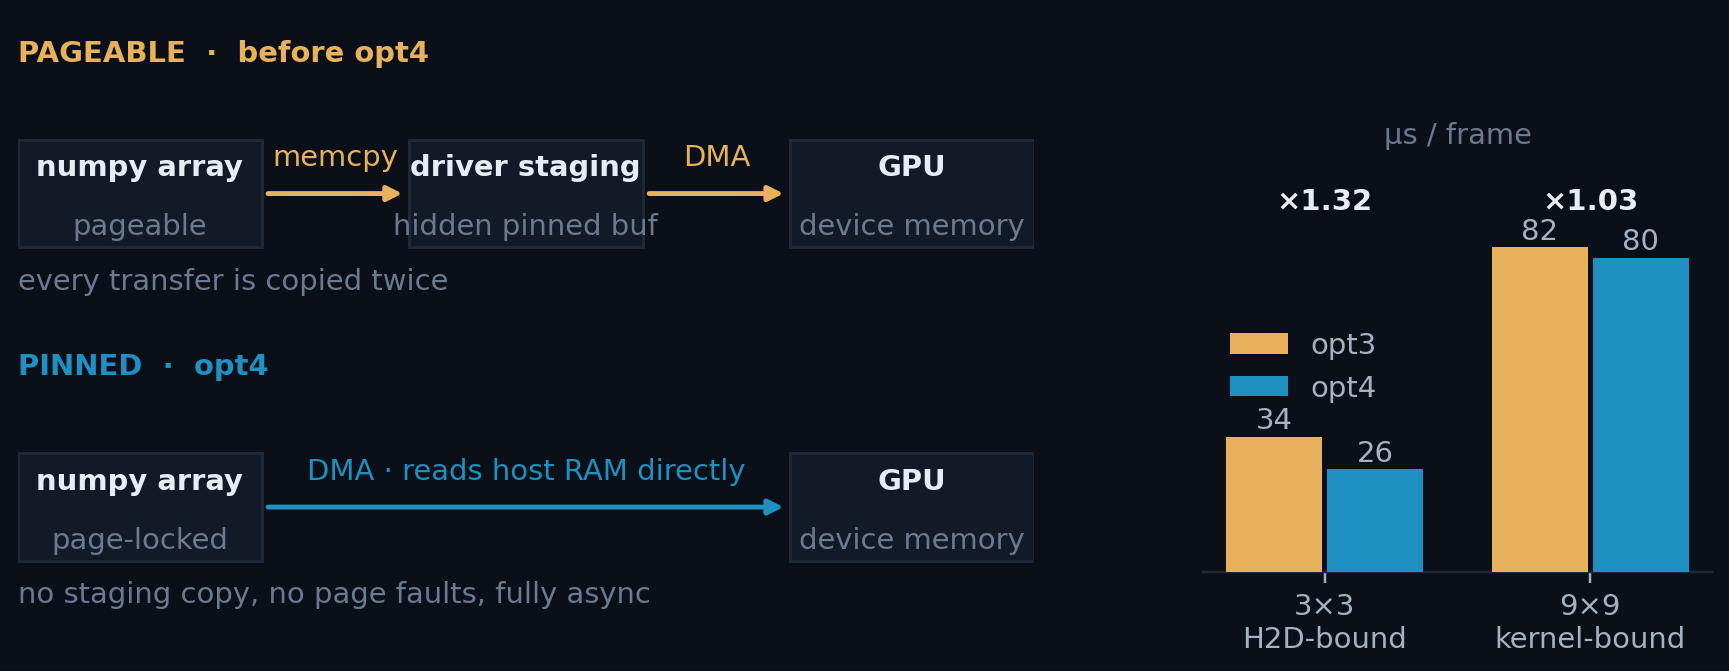 PAGEABLE · before opt4
numpy array
pageable
memcpy
driver staging
hidden pinned buf
DMA
GPU
device memory
every transfer is copied twice
PINNED · opt4
numpy array
page-locked
DMA · reads host RAM directly
GPU
device memory
no staging copy, no page faults, fully async
µs / frame
×1.32
×1.03
82
80
opt3
opt4
34
26
3×3
H2D-bound
9×9
kernel-bound